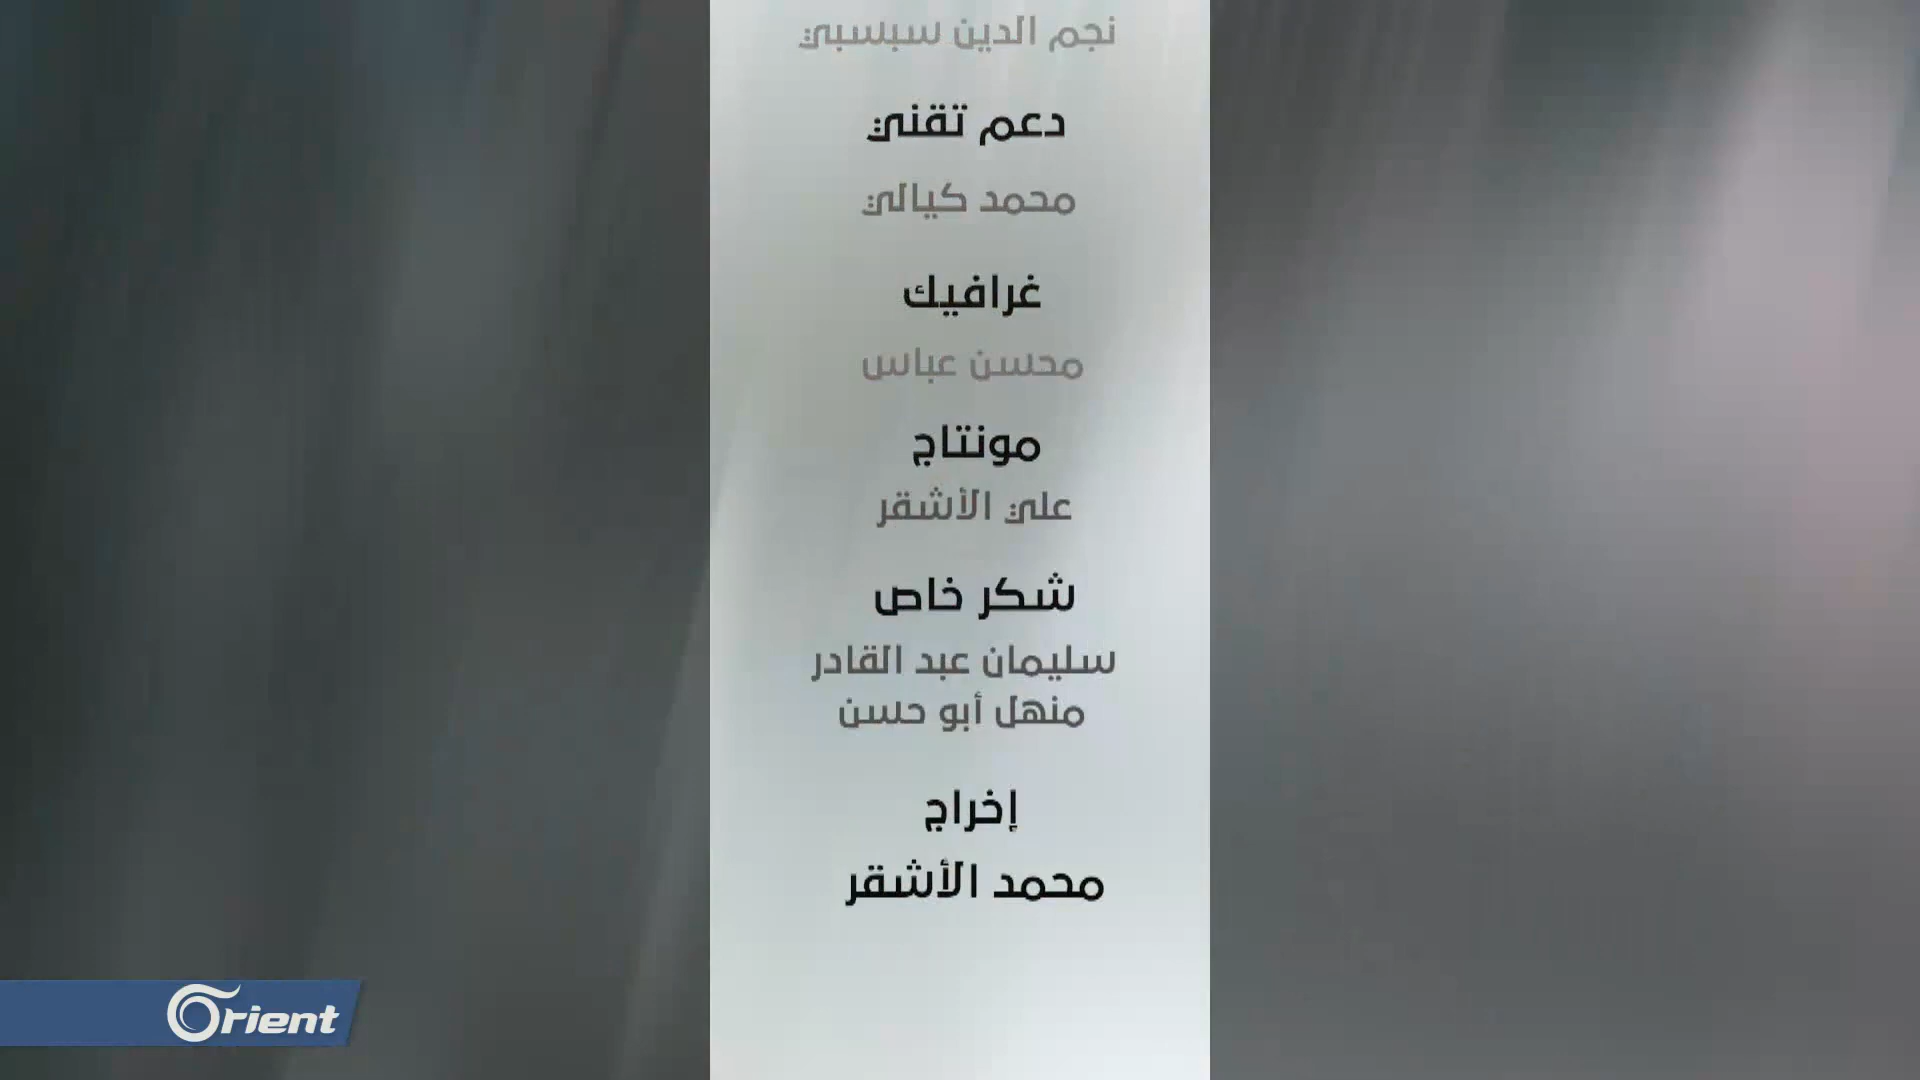 نجم الدين سبسبي
دعم تقني
محمد كيالي
غرافيك
محسن عباس
مونتاج
علي الأشقر
شكر خاص
سليمان عبد القادر
منهل أبو حسن
إخراج
محمد الأشقر
Orient